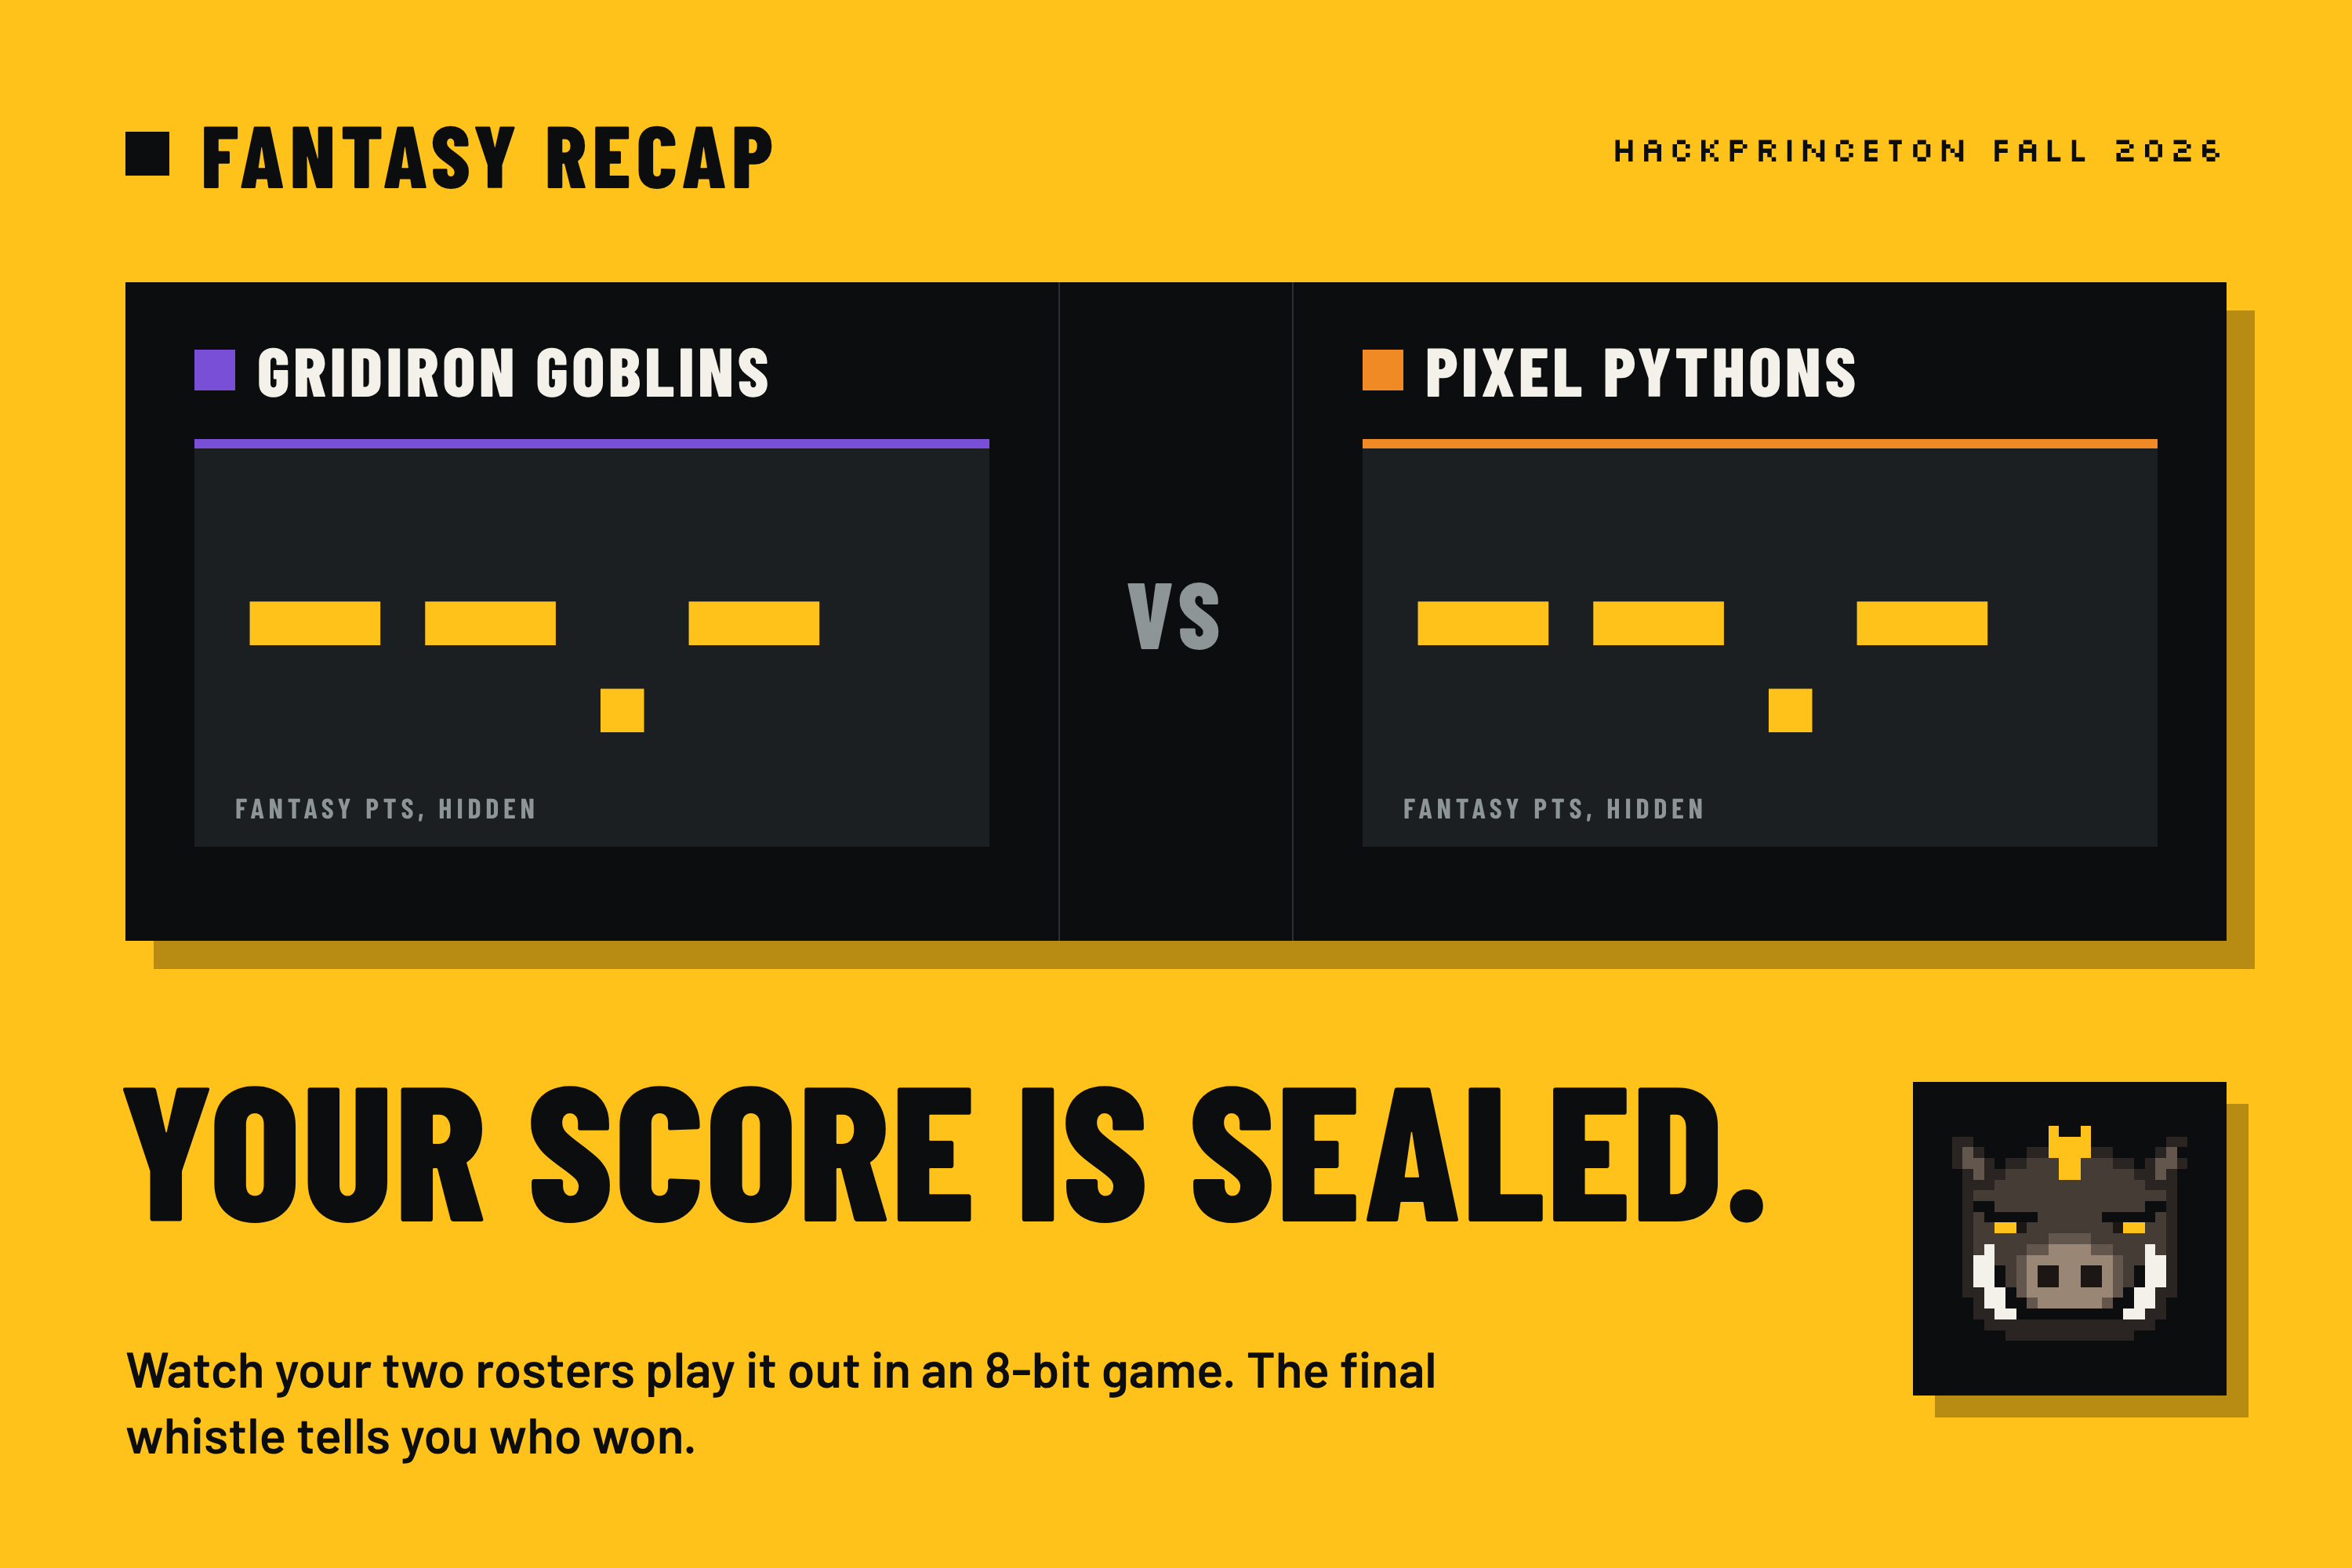 FANTASY RECAP
HACKPRINCETON FALL 2026
GRIDIRON GOBLINS
PIXEL PYTHONS
--.-
VS
--.-
FANTASY PTS, HIDDEN
FANTASY PTS, HIDDEN
YOUR SCORE IS SEALED.
Watch your two rosters play it out in an 8-bit game. The final
whistle tells you who won.